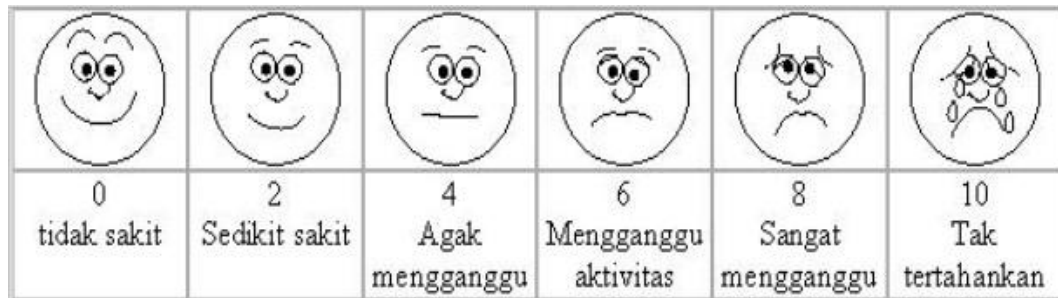 0
tidak sakit
2
Sedikit sakit
4
Agak
mengganggu
6
Mengganggu
aktivitas
8
Sangat
mengganggu
10
Tak
tertahankan